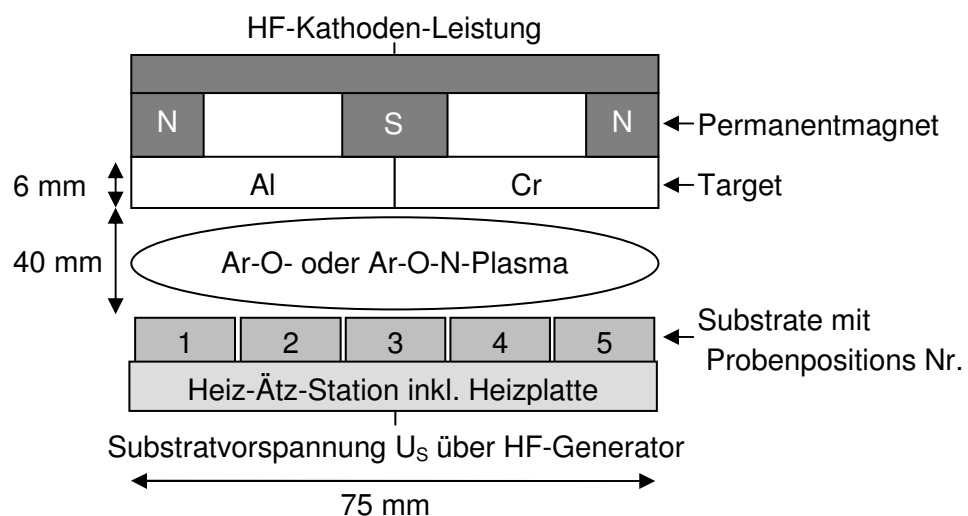 HF-Kathoden-Leistung
N S N
Permanentmagnet
6 mm
Al Cr
Target
40 mm
Ar-O- oder Ar-O-N-Plasma
1 2 3 4 5
Substrate mit
Probenpositions Nr.
Heiz-Ätz-Station inkl. Heizplatte
Substratvorspannung US über HF-Generator
75 mm